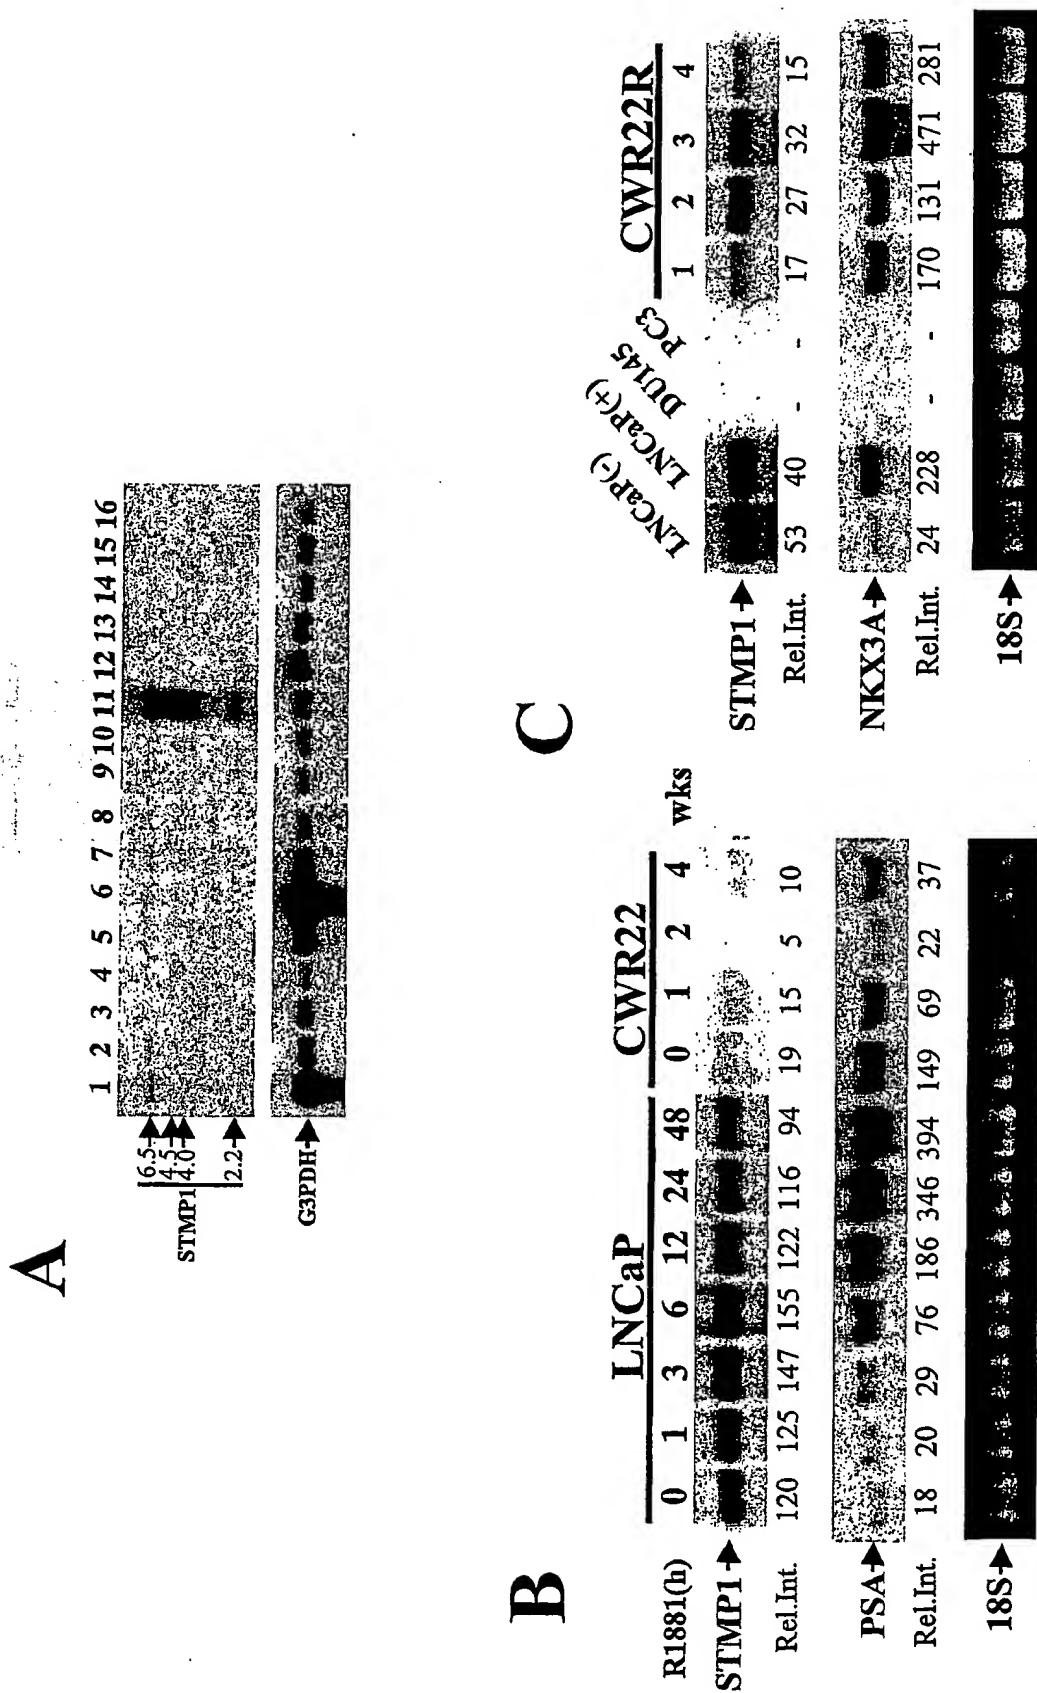 A
1 2 3 4 5 6 7 8 9 10 11 12 13 14 15 16
6.5
4.5
4.0
2.2
STMP1
G3PDH
B
LNCaP CWR22
R1881(h) 0 1 3 6 12 24 48 0 1 2 4 wks
STMP1
Rel.Int. 120 125 147 155 122 116 94 19 15 5 10
PSA
Rel.Int. 18 20 29 76 186 346 394 149 69 22 37
18S
C
LNCaP(-) LNCaP(+) DU145 PC3
CWR22R
1 2 3 4
STMP1
Rel.Int. 53 40 - - 17 27 32 15
NKX3A
Rel.Int. 24 228 - - 170 131 471 281
18S